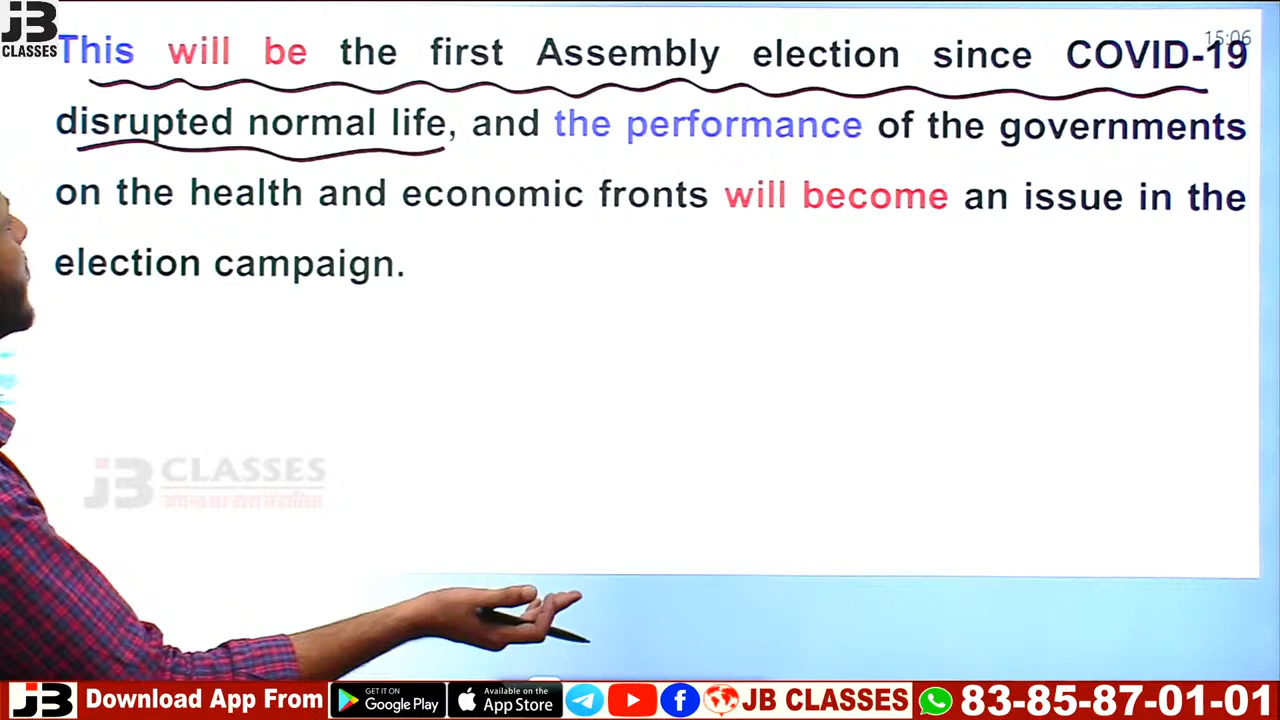 JB
CLASSES
15:06
This will be the first Assembly election since COVID-19
disrupted normal life, and the performance of the governments
on the health and economic fronts will become an issue in the
election campaign.
JB CLASSES
JB Download App From GET IT ON Google Play Available on the App Store JB CLASSES 83-85-87-01-01